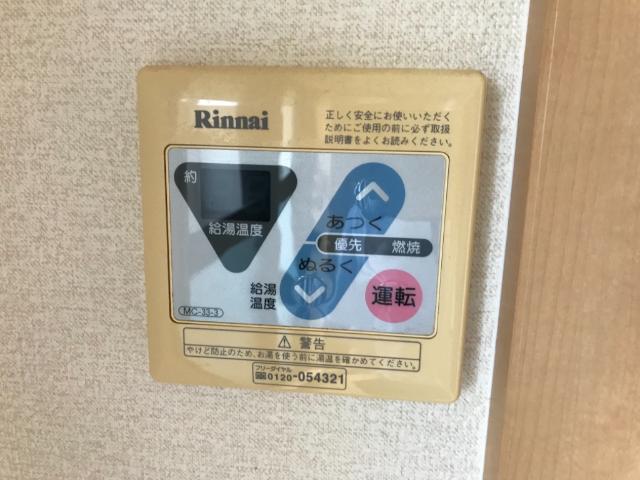 Rinnai
正しく安全にお使いいただく
ためにご使用の前に必ず取扱
説明書をよくお読みください。
約
給湯温度
あつく
優先 燃焼
ぬるく
給湯
温度
運転
MC-33-3
⚠ 警告
やけど防止のため、お湯を使う前に湯温を確かめてください。
フリーダイヤル
0120-054321